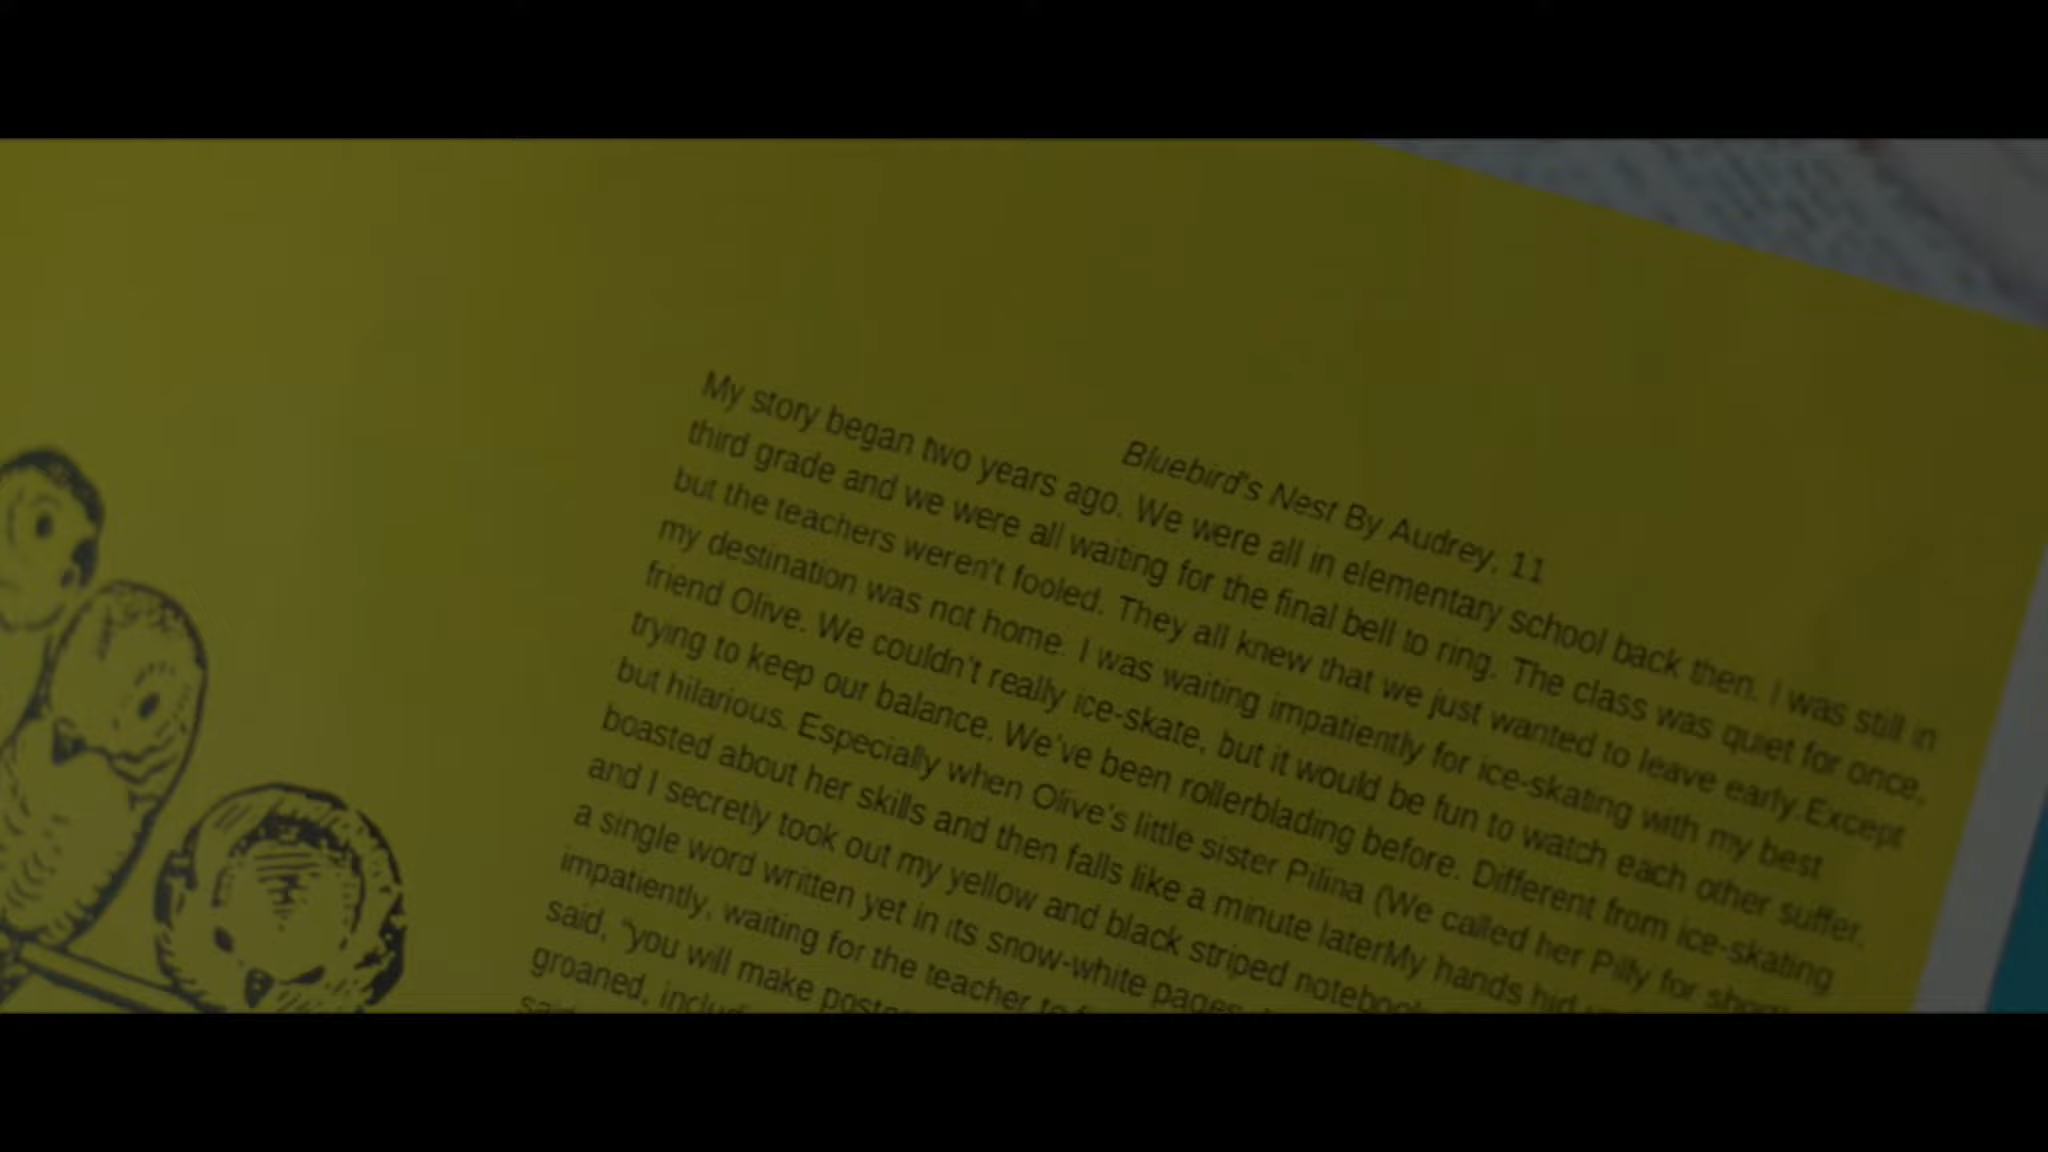 Bluebird's Nest By Audrey, 11
My story began two years ago. We were all in elementary school back then. I was still in
third grade and we were all waiting for the final bell to ring. The class was quiet for once,
but the teachers weren't fooled. They all knew that we just wanted to leave early.Except
my destination was not home. I was waiting impatiently for ice-skating with my best
friend Olive. We couldn't really ice-skate, but it would be fun to watch each other suffer.
trying to keep our balance. We've been rollerblading before. Different from ice-skating
but hilarious. Especially when Olive's little sister Pilina (We called her Pilly for short
boasted about her skills and then falls like a minute laterMy hands hid
and I secretly took out my yellow and black striped notebook
a single word written yet in its snow-white pages.
impatiently, waiting for the teacher to
said, "you will make
groaned,